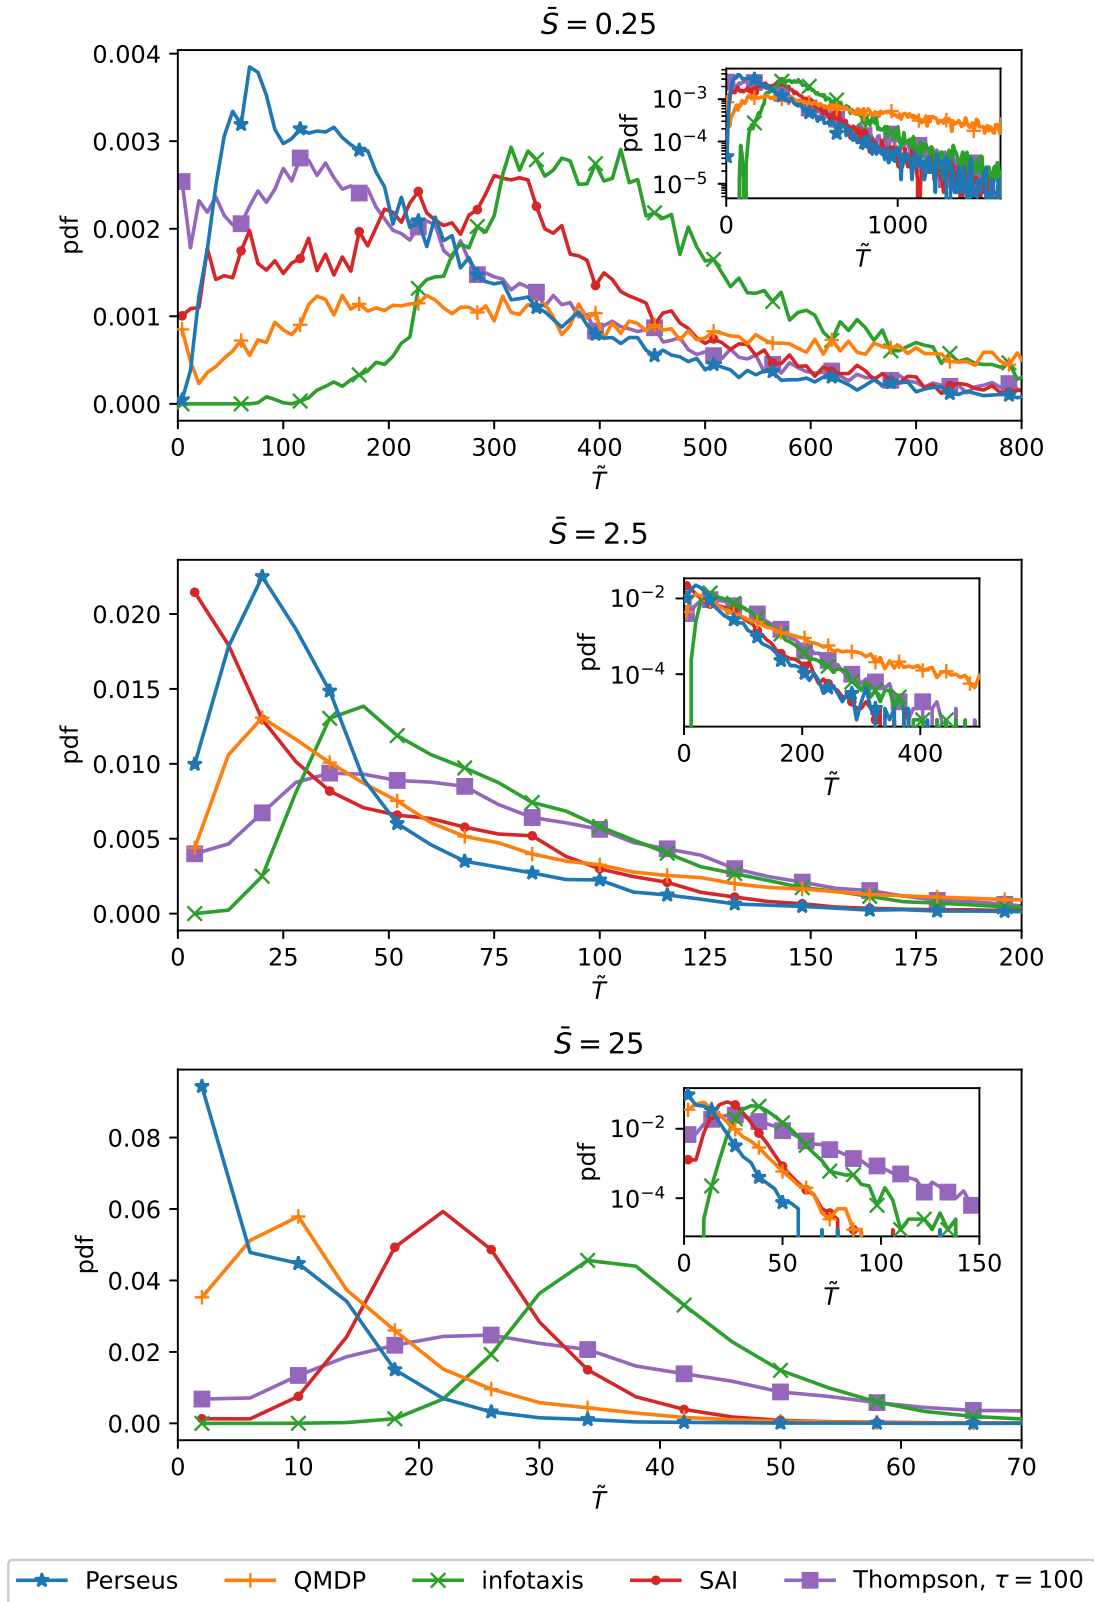 S̄ = 0.25
0.004
0.003
0.002
0.001
0.000
pdf
0 100 200 300 400 500 600 700 800
T̃
10⁻³
10⁻⁴
10⁻⁵
pdf
0 1000
T̃
S̄ = 2.5
0.020
0.015
0.010
0.005
0.000
pdf
0 25 50 75 100 125 150 175 200
T̃
10⁻²
10⁻⁴
pdf
0 200 400
T̃
S̄ = 25
0.08
0.06
0.04
0.02
0.00
pdf
0 10 20 30 40 50 60 70
T̃
10⁻²
10⁻⁴
pdf
0 50 100 150
T̃
Perseus QMDP infotaxis SAI Thompson, τ = 100